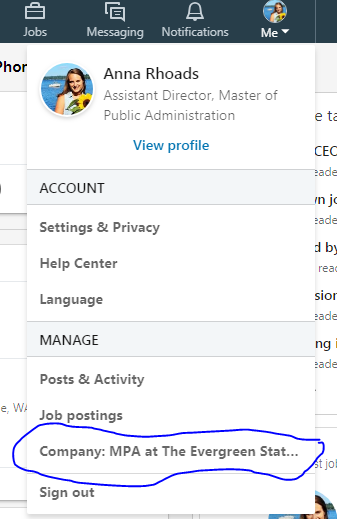 Jobs
Messaging
Notifications
Me
Anna Rhoads
Assistant Director, Master of
Public Administration
View profile
ACCOUNT
Settings & Privacy
Help Center
Language
MANAGE
Posts & Activity
Job postings
Company: MPA at The Evergreen Stat...
Sign out